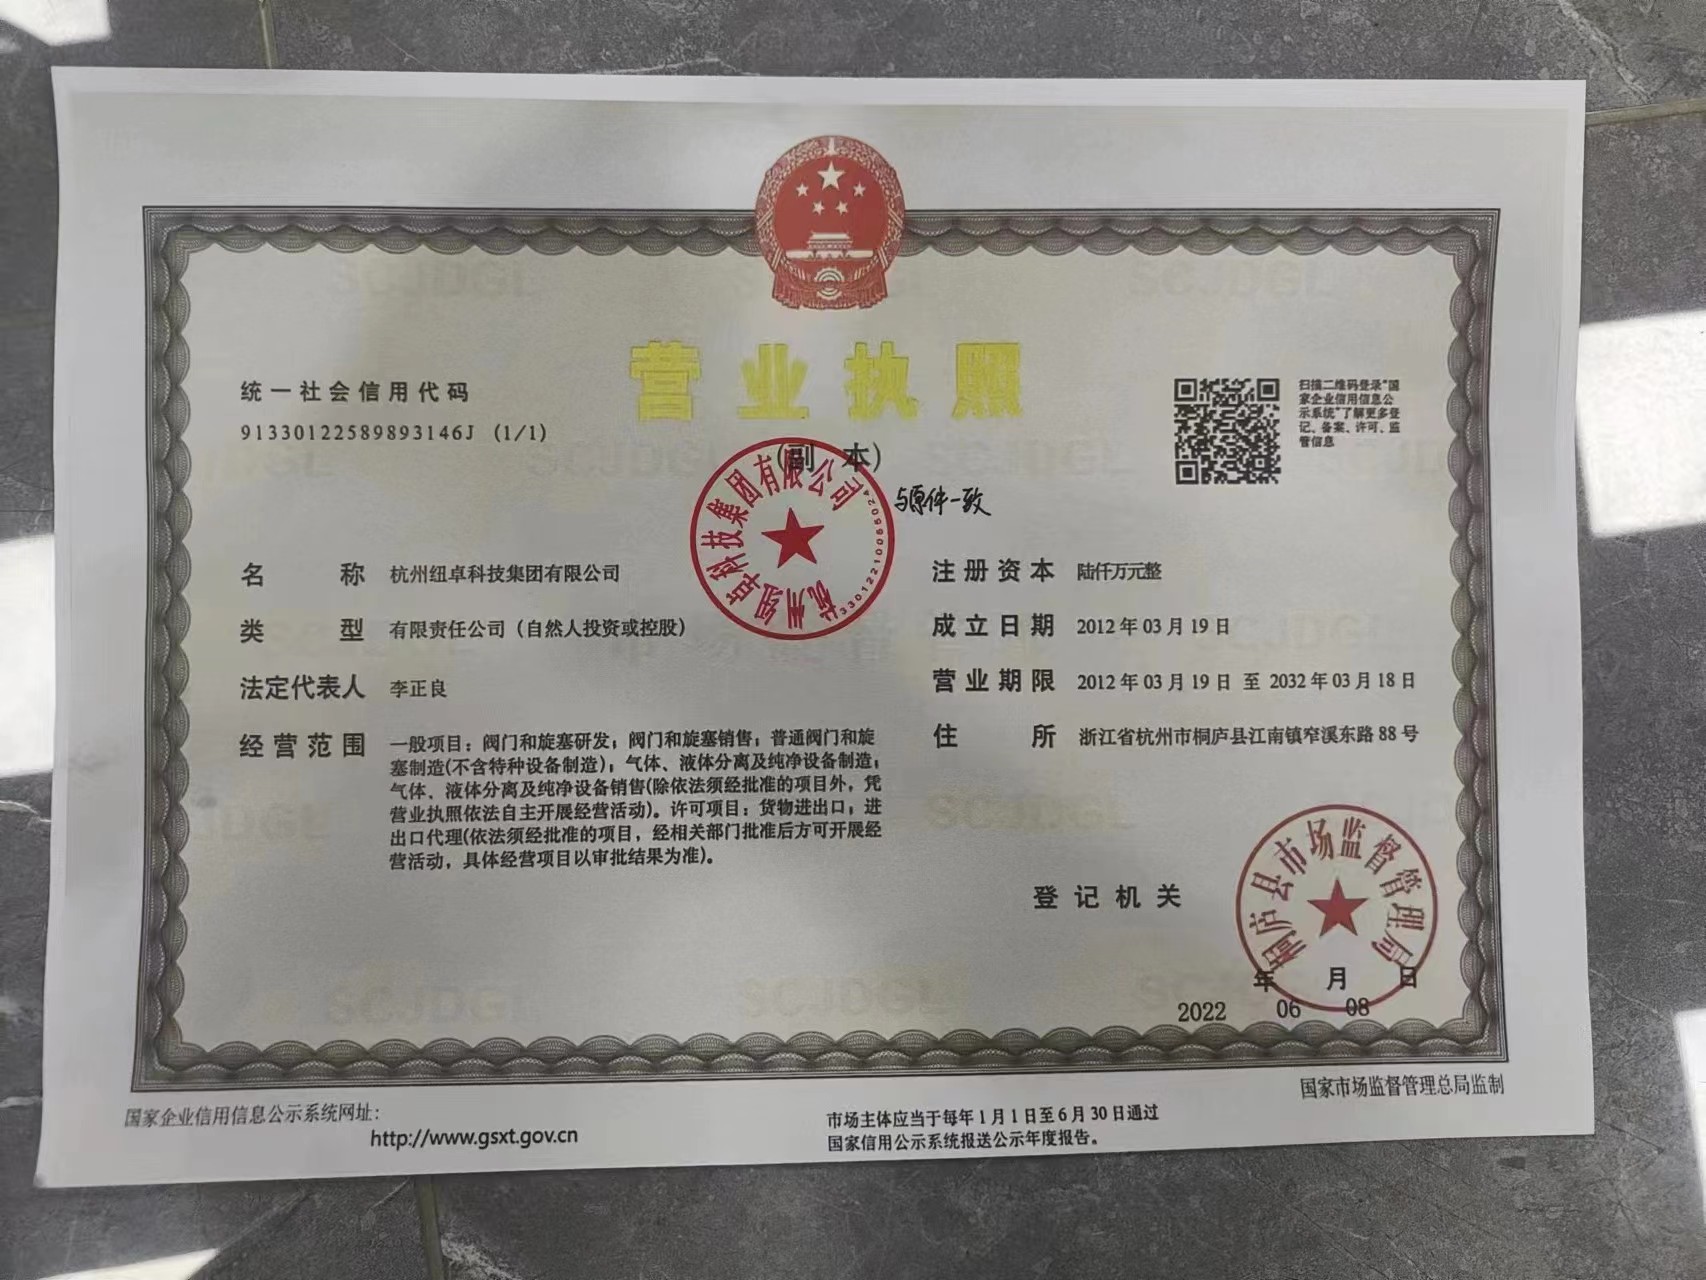 营业执照
(副 本)
统一社会信用代码
91330122589893146J (1/1)
扫描二维码登录“国
家企业信用信息公
示系统”了解更多登
记、备案、许可、监
管信息
杭州纽卓科技集团有限公司
3301221006024
与原件一致
名 称 杭州纽卓科技集团有限公司
类 型 有限责任公司（自然人投资或控股）
法定代表人 李正良
经营范围 一般项目：阀门和旋塞研发；阀门和旋塞销售；普通阀门和旋
塞制造(不含特种设备制造)；气体、液体分离及纯净设备制造；
气体、液体分离及纯净设备销售(除依法须经批准的项目外，凭
营业执照依法自主开展经营活动)。许可项目：货物进出口；进
出口代理(依法须经批准的项目，经相关部门批准后方可开展经
营活动，具体经营项目以审批结果为准)。
注册资本 陆仟万元整
成立日期 2012年03月19日
营业期限 2012年03月19日 至 2032年03月18日
住 所 浙江省杭州市桐庐县江南镇窄溪东路88号
登记机关
桐庐县市场监督管理局
年 月 日
2022 06 08
国家企业信用信息公示系统网址：
http://www.gsxt.gov.cn
市场主体应当于每年1月1日至6月30日通过
国家信用公示系统报送公示年度报告。
国家市场监督管理总局监制
SCJDGL